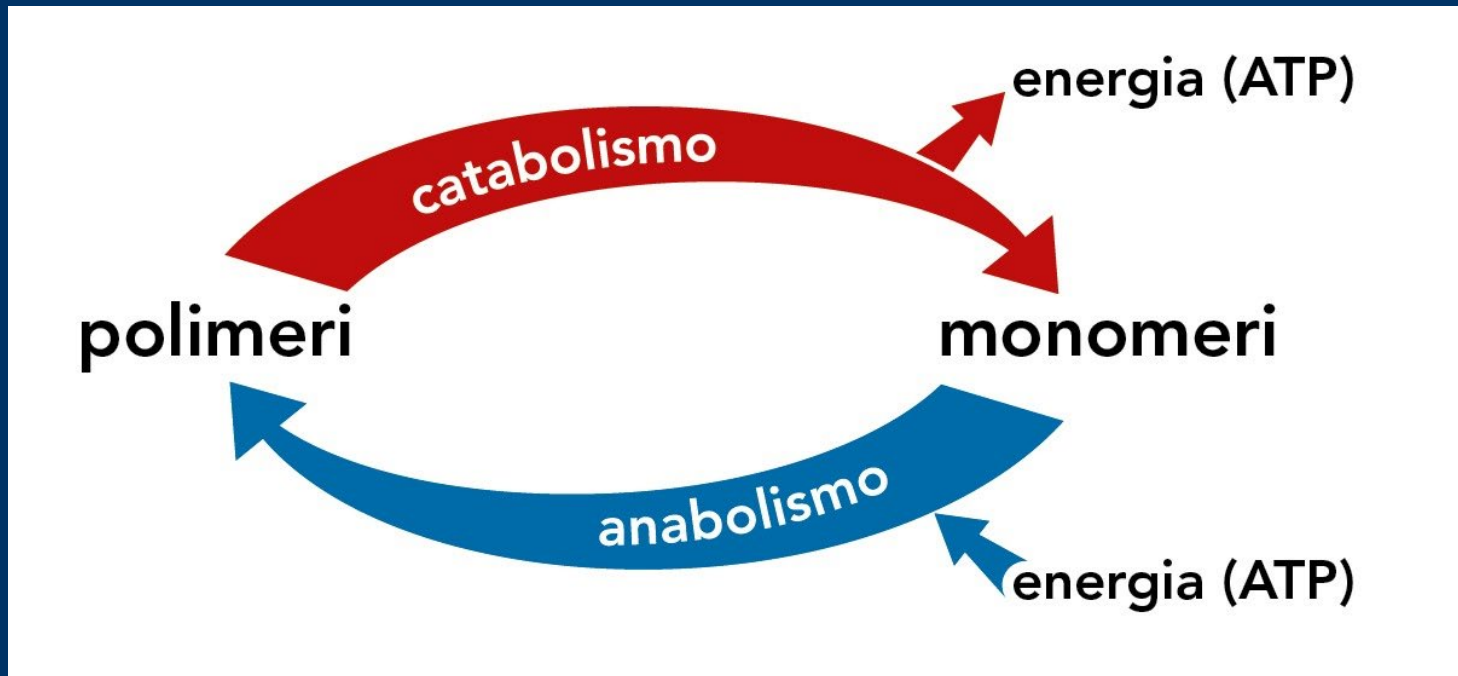 energia (ATP)
catabolismo
polimeri
monomeri
anabolismo
energia (ATP)